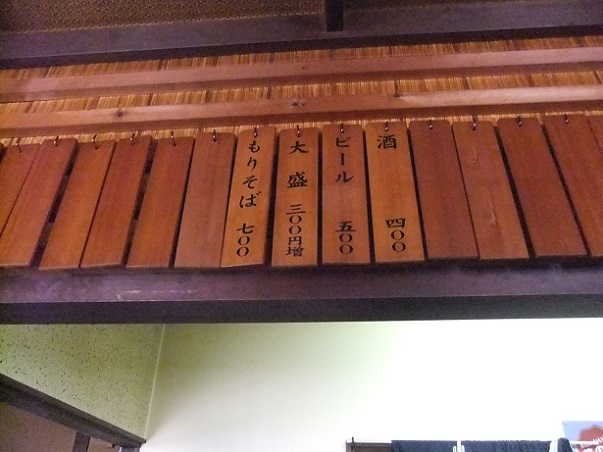 酒 四〇〇
ビール 五〇〇
大盛 三〇〇円増
もりそば 七〇〇